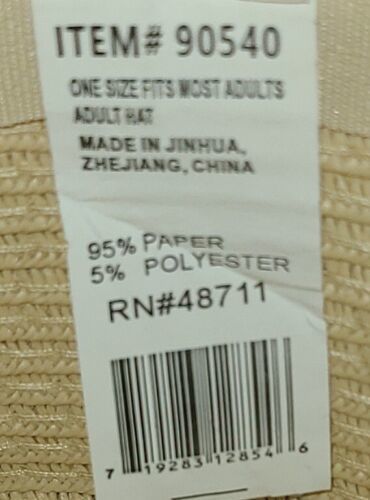 ITEM# 90540
ONE SIZE FITS MOST ADULTS
ADULT HAT
MADE IN JINHUA,
ZHEJIANG, CHINA
95% PAPER
5% POLYESTER
RN#48711
7 19283 12854 6